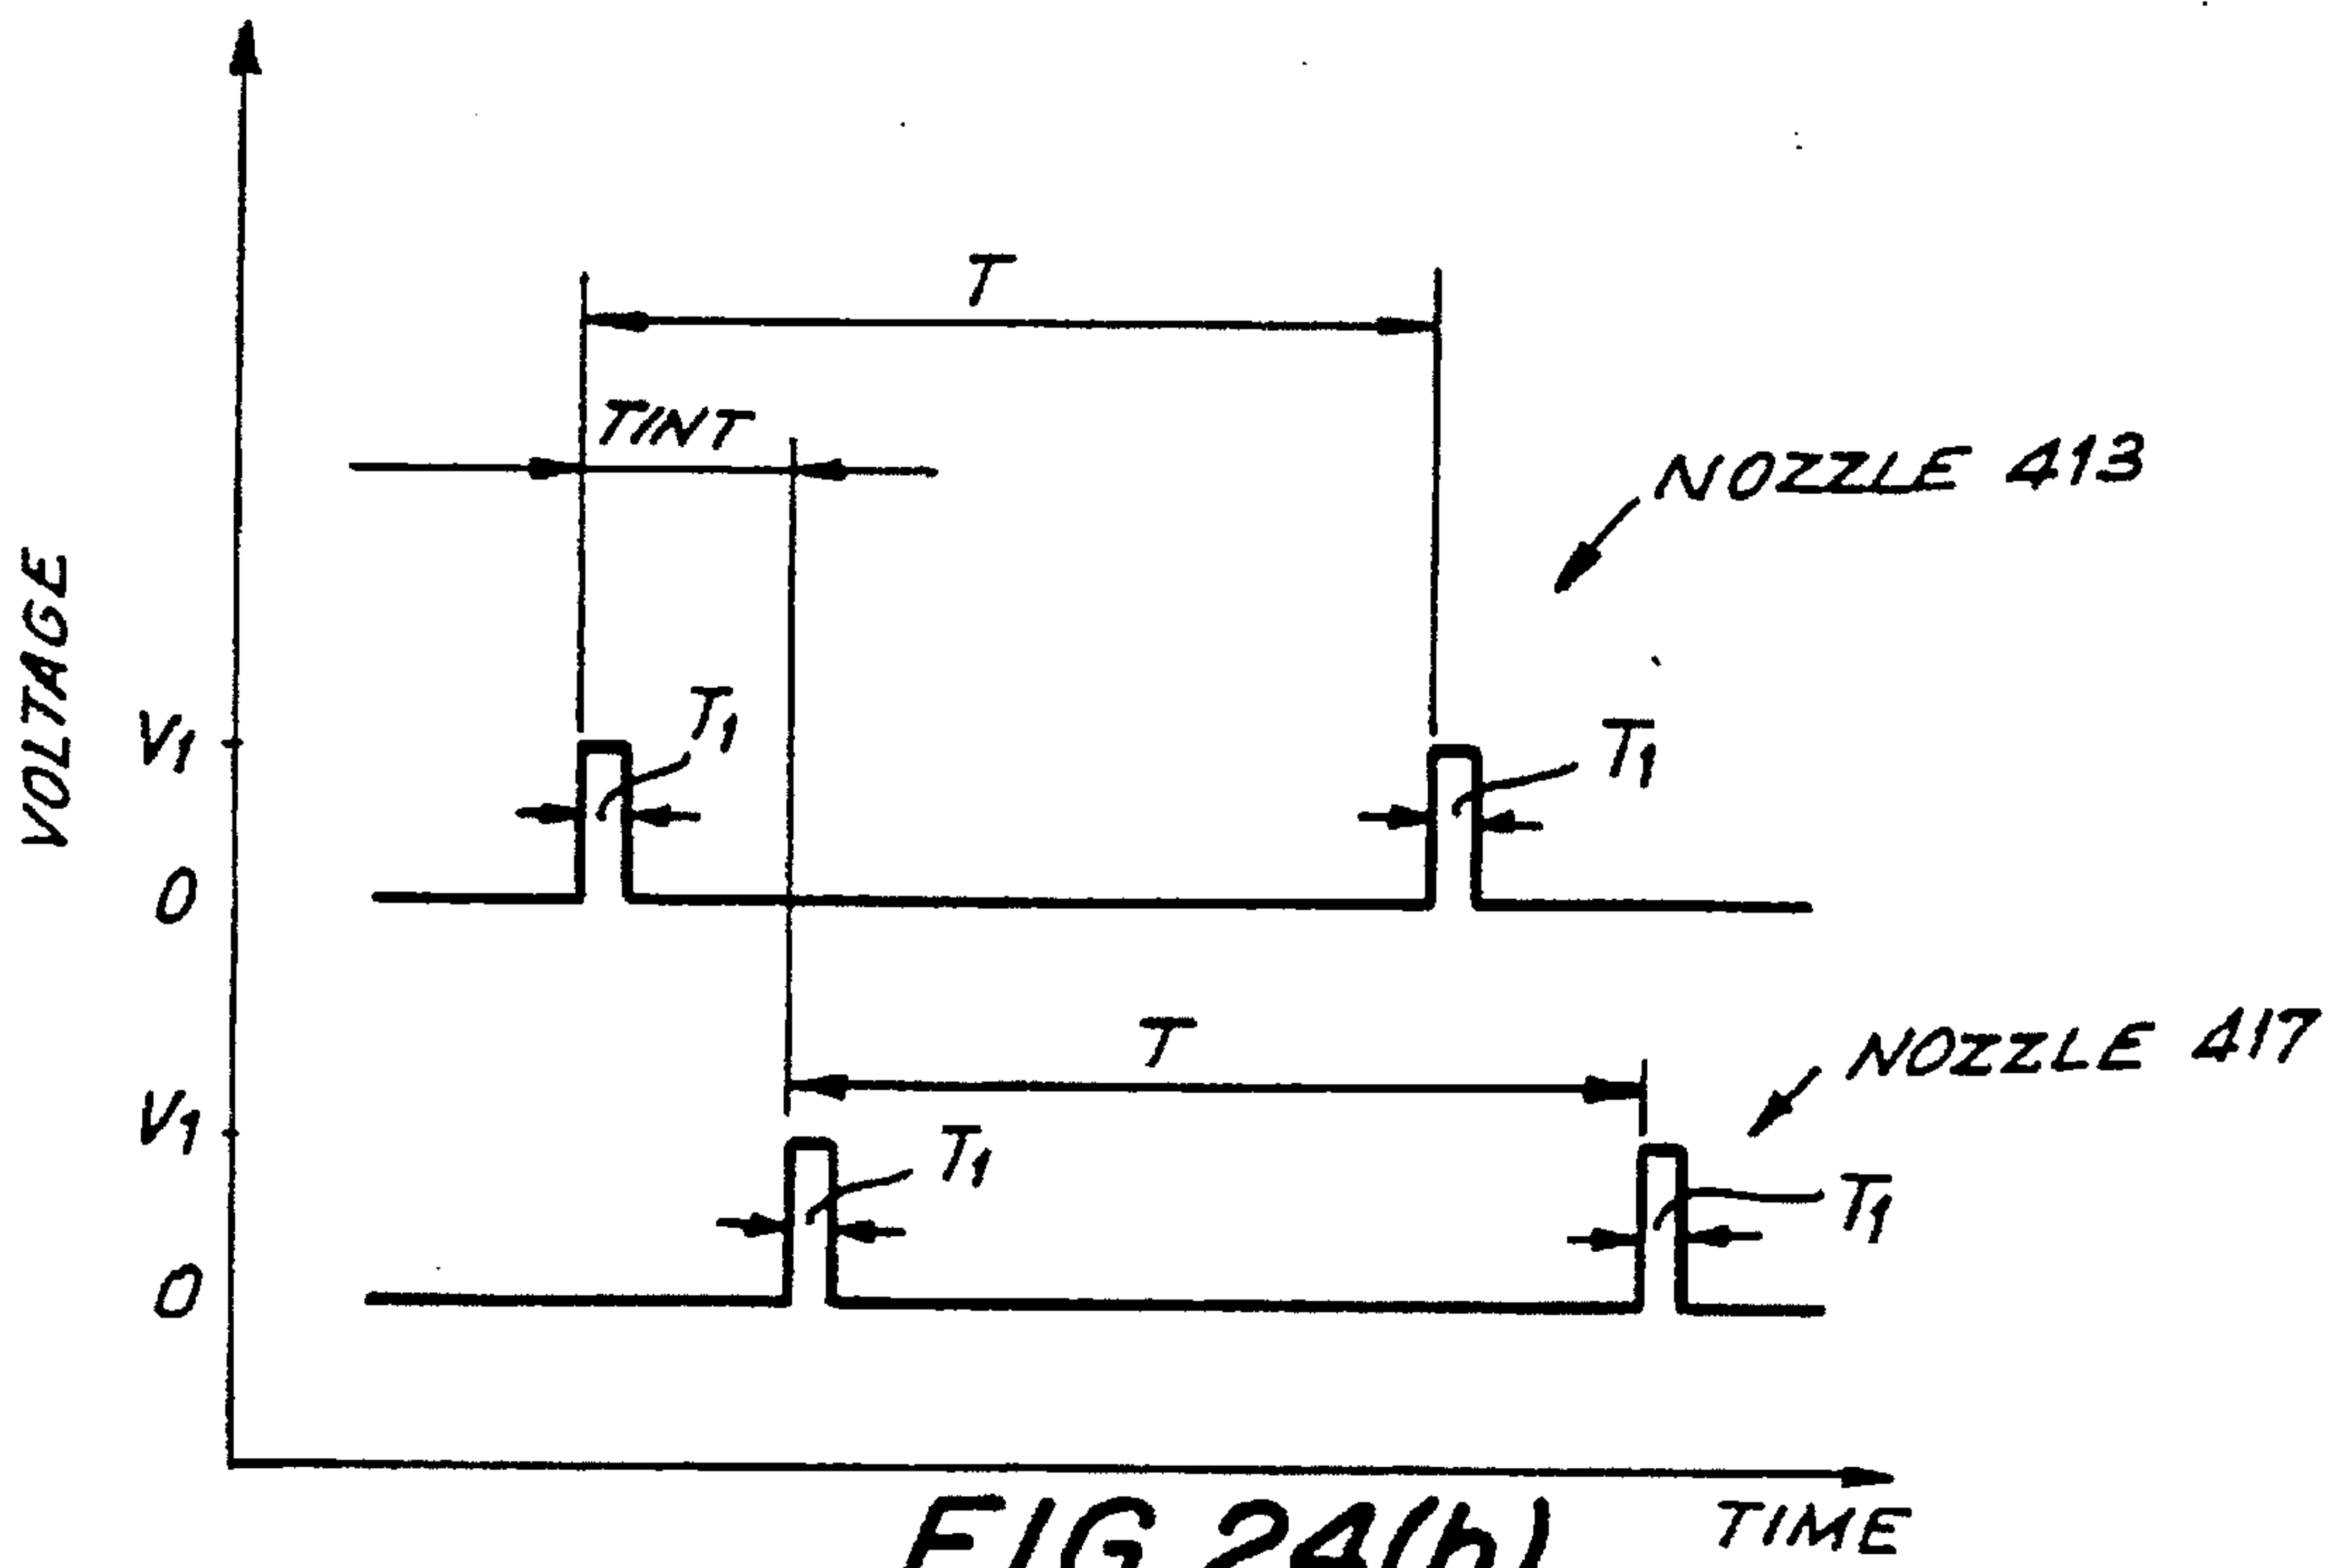 T
TINT
NOZZLE 413
VOLTAGE
T1
T1
V1
0
T
NOZZLE 417
V1
T1
T1
0
TIME
FIG 24(b)